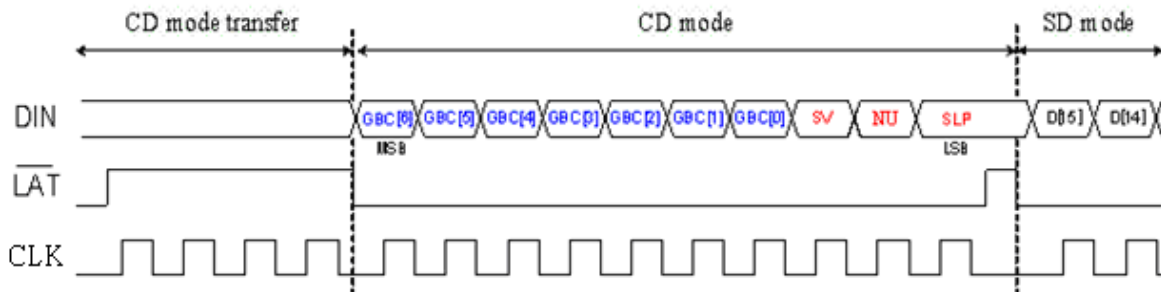 CD mode transfer CD mode SD mode
DIN GBC[6] GBC[5] GBC[4] GBC[3] GBC[2] GBC[1] GBC[0] SV NU SLP D[15] D[14]
MSB LSB
LAT
CLK